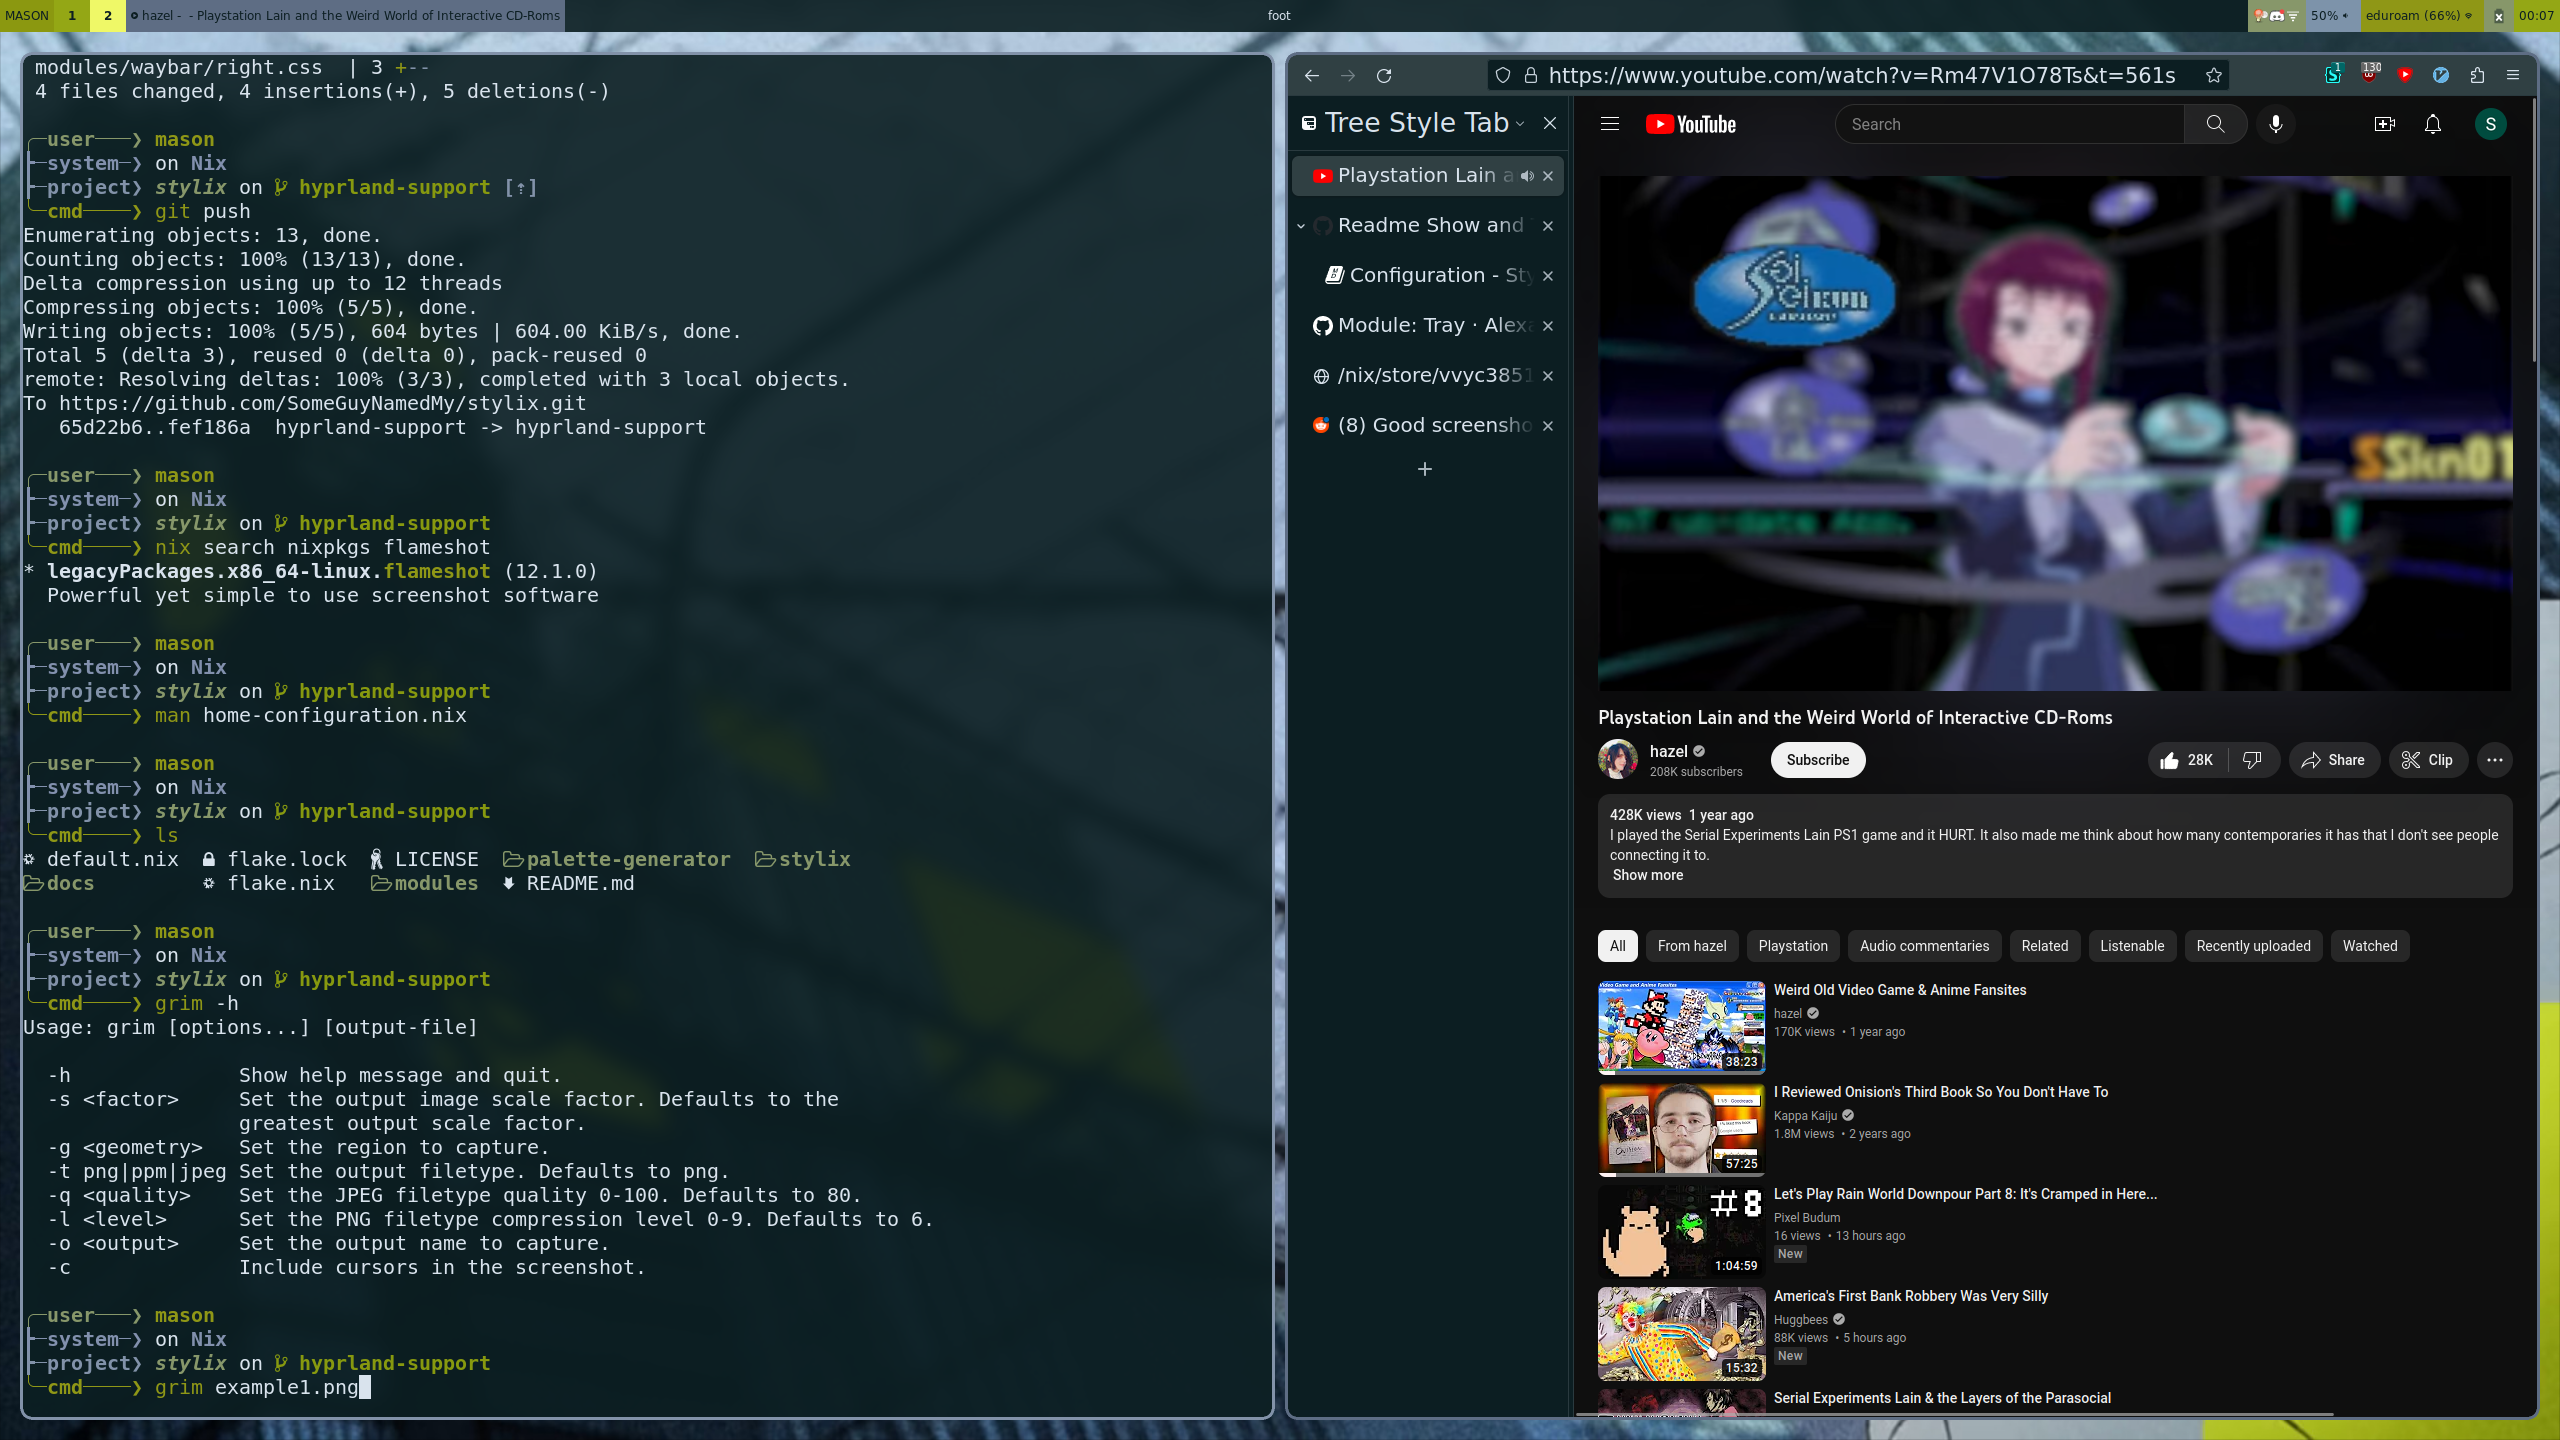 MASON 1 2 hazel - - Playstation Lain and the Weird World of Interactive CD-Roms
foot
50% eduroam (66%) 00:07
modules/waybar/right.css | 3 +--
4 files changed, 4 insertions(+), 5 deletions(-)
user ❯ mason
system ❯ on Nix
project❯ stylix on hyprland-support [⇡]
cmd ❯ git push
Enumerating objects: 13, done.
Counting objects: 100% (13/13), done.
Delta compression using up to 12 threads
Compressing objects: 100% (5/5), done.
Writing objects: 100% (5/5), 604 bytes | 604.00 KiB/s, done.
Total 5 (delta 3), reused 0 (delta 0), pack-reused 0
remote: Resolving deltas: 100% (3/3), completed with 3 local objects.
To https://github.com/SomeGuyNamedMy/stylix.git
65d22b6..fef186a hyprland-support -> hyprland-support
user ❯ mason
system ❯ on Nix
project❯ stylix on hyprland-support
cmd ❯ nix search nixpkgs flameshot
* legacyPackages.x86_64-linux.flameshot (12.1.0)
Powerful yet simple to use screenshot software
user ❯ mason
system ❯ on Nix
project❯ stylix on hyprland-support
cmd ❯ man home-configuration.nix
user ❯ mason
system ❯ on Nix
project❯ stylix on hyprland-support
cmd ❯ ls
default.nix flake.lock LICENSE palette-generator stylix
docs flake.nix modules README.md
user ❯ mason
system ❯ on Nix
project❯ stylix on hyprland-support
cmd ❯ grim -h
Usage: grim [options...] [output-file]
-h Show help message and quit.
-s <factor> Set the output image scale factor. Defaults to the
greatest output scale factor.
-g <geometry> Set the region to capture.
-t png|ppm|jpeg Set the output filetype. Defaults to png.
-q <quality> Set the JPEG filetype quality 0-100. Defaults to 80.
-l <level> Set the PNG filetype compression level 0-9. Defaults to 6.
-o <output> Set the output name to capture.
-c Include cursors in the screenshot.
user ❯ mason
system ❯ on Nix
project❯ stylix on hyprland-support
cmd ❯ grim example1.png
https://www.youtube.com/watch?v=Rm47V1O78Ts&t=561s
1 130
Tree Style Tab
Playstation Lain a
Readme Show and
Configuration - Sty
Module: Tray · Alexa
/nix/store/vvyc3851
(8) Good screensho
+
YouTube
Search
S
SSkn01
Playstation Lain and the Weird World of Interactive CD-Roms
hazel
208K subscribers
Subscribe
28K
Share
Clip
428K views 1 year ago
I played the Serial Experiments Lain PS1 game and it HURT. It also made me think about how many contemporaries it has that I don't see people
connecting it to.
Show more
All From hazel Playstation Audio commentaries Related Listenable Recently uploaded Watched
38:23
Weird Old Video Game & Anime Fansites
hazel
170K views • 1 year ago
57:25
I Reviewed Onision's Third Book So You Don't Have To
Kappa Kaiju
1.8M views • 2 years ago
#8
1:04:59
Let's Play Rain World Downpour Part 8: It's Cramped in Here...
Pixel Budum
16 views • 13 hours ago
New
15:32
America's First Bank Robbery Was Very Silly
Huggbees
88K views • 5 hours ago
New
Serial Experiments Lain & the Layers of the Parasocial